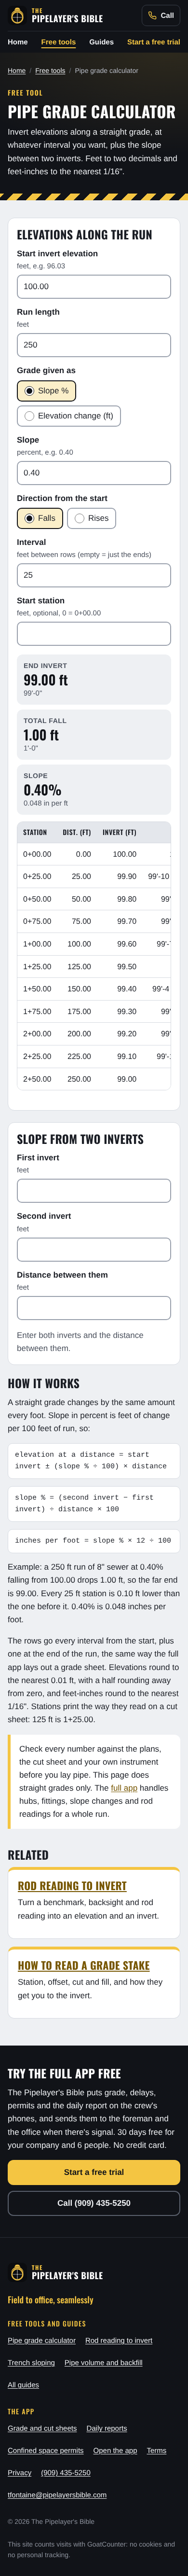 THE
PIPELAYER'S BIBLE
Call
Home Free tools Guides Start a free trial
Home / Free tools / Pipe grade calculator
FREE TOOL
PIPE GRADE CALCULATOR
Invert elevations along a straight grade, at
whatever interval you want, plus the slope
between two inverts. Feet to two decimals and
feet-inches to the nearest 1/16".
ELEVATIONS ALONG THE RUN
Start invert elevation
feet, e.g. 96.03
100.00
Run length
feet
250
Grade given as
Slope %
Elevation change (ft)
Slope
percent, e.g. 0.40
0.40
Direction from the start
Falls
Rises
Interval
feet between rows (empty = just the ends)
25
Start station
feet, optional, 0 = 0+00.00
END INVERT
99.00 ft
99'-0"
TOTAL FALL
1.00 ft
1'-0"
SLOPE
0.40%
0.048 in per ft
STATION DIST. (FT) INVERT (FT)
0+00.00 0.00 100.00
0+25.00 25.00 99.90 99'-10
0+50.00 50.00 99.80 99'
0+75.00 75.00 99.70 99'
1+00.00 100.00 99.60 99'-
1+25.00 125.00 99.50
1+50.00 150.00 99.40 99'-4
1+75.00 175.00 99.30 99'
2+00.00 200.00 99.20 99'
2+25.00 225.00 99.10 99'-
2+50.00 250.00 99.00
SLOPE FROM TWO INVERTS
First invert
feet
Second invert
feet
Distance between them
feet
Enter both inverts and the distance
between them.
HOW IT WORKS
A straight grade changes by the same amount
every foot. Slope in percent is feet of change
per 100 feet of run, so:
elevation at a distance = start
invert ± (slope % ÷ 100) × distance
slope % = (second invert − first
invert) ÷ distance × 100
inches per foot = slope % × 12 ÷ 100
Example: a 250 ft run of 8" sewer at 0.40%
falling from 100.00 drops 1.00 ft, so the far end
is 99.00. Every 25 ft station is 0.10 ft lower than
the one before it. 0.40% is 0.048 inches per
foot.
The rows go every interval from the start, plus
the end of the run, the same way the full
app lays out a grade sheet. Elevations round to
the nearest 0.01 ft, with a half rounding away
from zero, and feet-inches round to the nearest
1/16". Stations print the way they read on a cut
sheet: 125 ft is 1+25.00.
Check every number against the plans,
the cut sheet and your own instrument
before you lay pipe. This page does
straight grades only. The full app handles
hubs, fittings, slope changes and rod
readings for a whole run.
RELATED
ROD READING TO INVERT
Turn a benchmark, backsight and rod
reading into an elevation and an invert.
HOW TO READ A GRADE STAKE
Station, offset, cut and fill, and how they
get you to the invert.
TRY THE FULL APP FREE
The Pipelayer's Bible puts grade, delays,
permits and the daily report on the crew's
phones, and sends them to the foreman and
the office when there's signal. 30 days free for
your company and 6 people. No credit card.
Start a free trial
Call (909) 435-5250
THE
PIPELAYER'S BIBLE
Field to office, seamlessly
FREE TOOLS AND GUIDES
Pipe grade calculator Rod reading to invert
Trench sloping Pipe volume and backfill
All guides
THE APP
Grade and cut sheets Daily reports
Confined space permits Open the app Terms
Privacy (909) 435-5250
tfontaine@pipelayersbible.com
© 2026 The Pipelayer's Bible
This site counts visits with GoatCounter: no cookies and
no personal tracking.